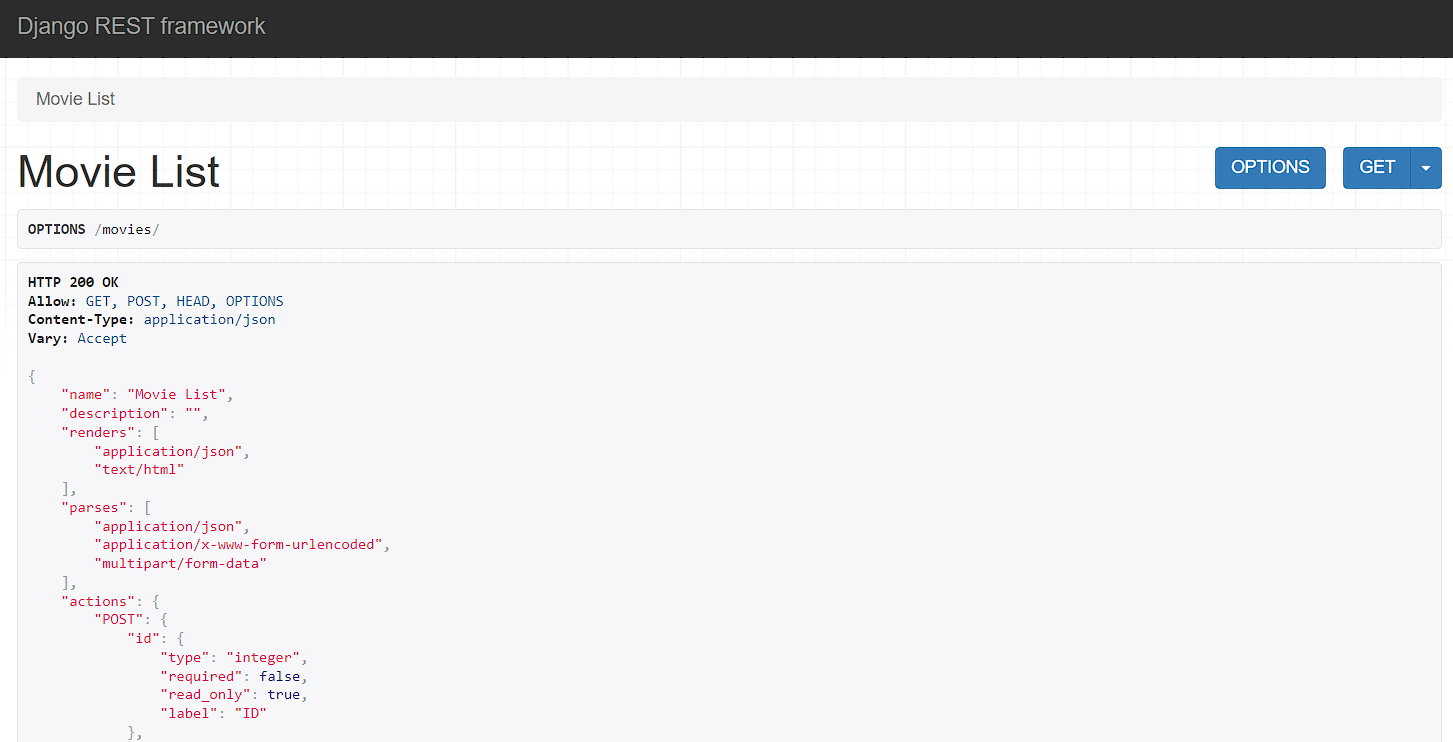 Django REST framework
Movie List
Movie List
OPTIONS
GET
OPTIONS /movies/
HTTP 200 OK
Allow: GET, POST, HEAD, OPTIONS
Content-Type: application/json
Vary: Accept
{
    "name": "Movie List",
    "description": "",
    "renders": [
        "application/json",
        "text/html"
    ],
    "parses": [
        "application/json",
        "application/x-www-form-urlencoded",
        "multipart/form-data"
    ],
    "actions": {
        "POST": {
            "id": {
                "type": "integer",
                "required": false,
                "read_only": true,
                "label": "ID"
            },